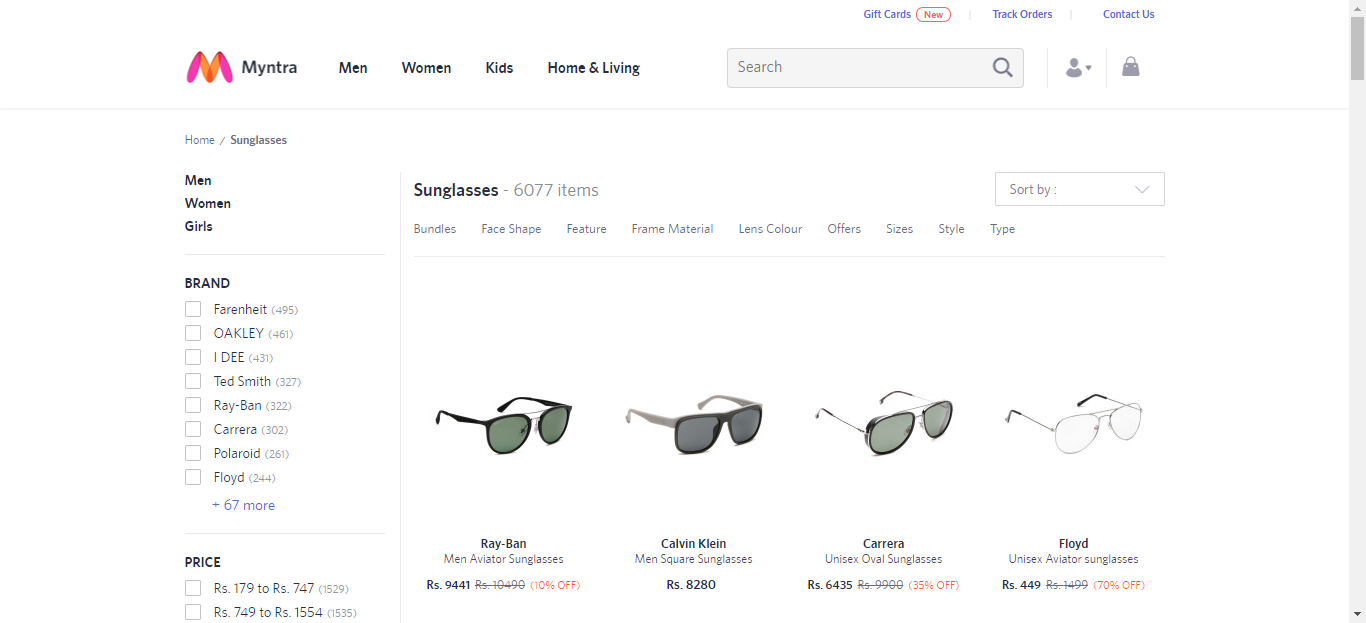 Gift Cards New Track Orders Contact Us
Myntra Men Women Kids Home & Living Search
Home / Sunglasses
Men
Women
Girls
BRAND
Farenheit (495)
OAKLEY (461)
I DEE (431)
Ted Smith (327)
Ray-Ban (322)
Carrera (302)
Polaroid (261)
Floyd (244)
+ 67 more
PRICE
Rs. 179 to Rs. 747 (1529)
Rs. 749 to Rs. 1554 (1535)
Sunglasses - 6077 items
Sort by :
Bundles Face Shape Feature Frame Material Lens Colour Offers Sizes Style Type
Ray-Ban
Men Aviator Sunglasses
Rs. 9441 Rs. 10490 (10% OFF)
Calvin Klein
Men Square Sunglasses
Rs. 8280
Carrera
Unisex Oval Sunglasses
Rs. 6435 Rs. 9900 (35% OFF)
Floyd
Unisex Aviator sunglasses
Rs. 449 Rs. 1499 (70% OFF)